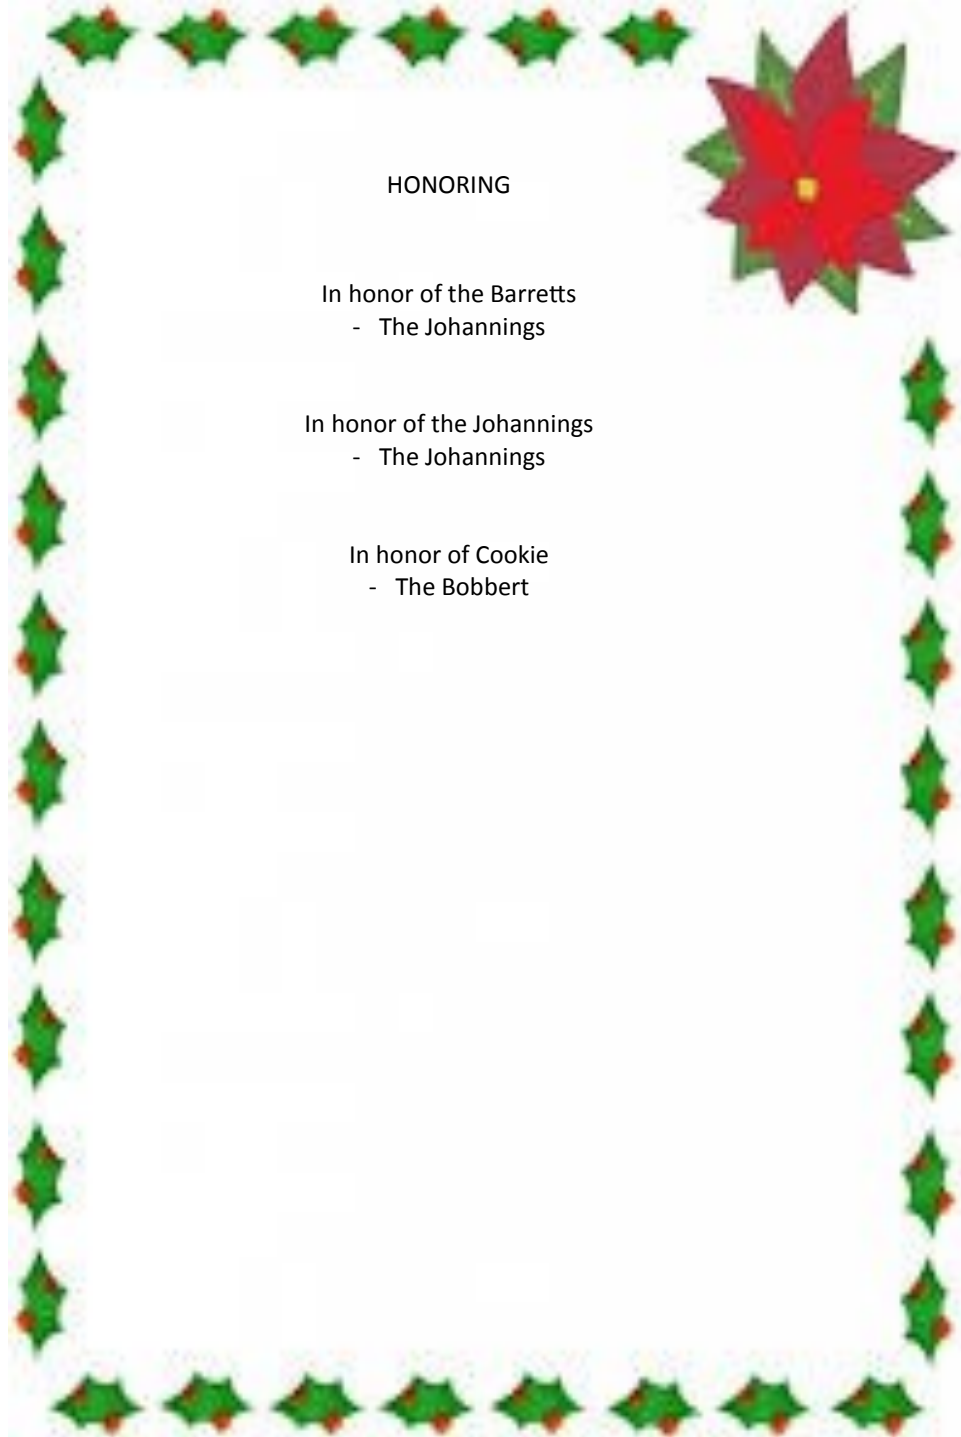 HONORING
In honor of the Barretts
- The Johannings
In honor of the Johannings
- The Johannings
In honor of Cookie
- The Bobbert